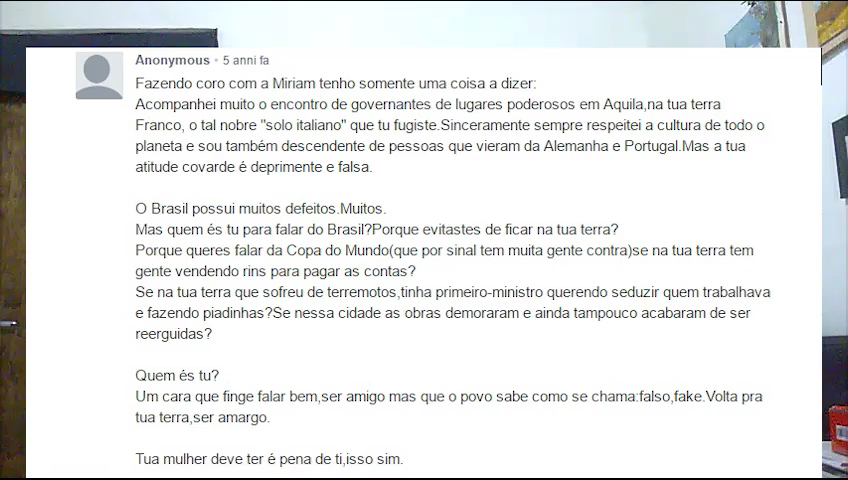 Anonymous • 5 anni fa
Fazendo coro com a Miriam tenho somente uma coisa a dizer:
Acompanhei muito o encontro de governantes de lugares poderosos em Aquila,na tua terra
Franco, o tal nobre "solo italiano" que tu fugiste.Sinceramente sempre respeitei a cultura de todo o
planeta e sou também descendente de pessoas que vieram da Alemanha e Portugal.Mas a tua
atitude covarde é deprimente e falsa.
O Brasil possui muitos defeitos.Muitos.
Mas quem és tu para falar do Brasil?Porque evitastes de ficar na tua terra?
Porque queres falar da Copa do Mundo(que por sinal tem muita gente contra)se na tua terra tem
gente vendendo rins para pagar as contas?
Se na tua terra que sofreu de terremotos,tinha primeiro-ministro querendo seduzir quem trabalhava
e fazendo piadinhas?Se nessa cidade as obras demoraram e ainda tampouco acabaram de ser
reerguidas?
Quem és tu?
Um cara que finge falar bem,ser amigo mas que o povo sabe como se chama:falso,fake.Volta pra
tua terra,ser amargo.
Tua mulher deve ter é pena de ti,isso sim.